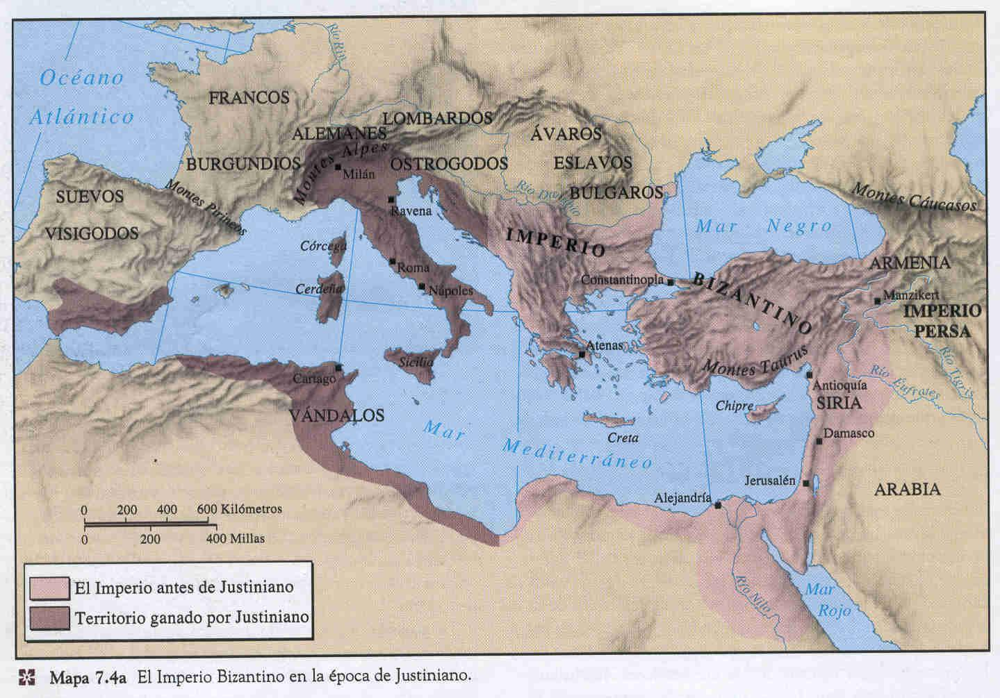 Océano
Atlántico
Río Rin
FRANCOS
LOMBARDOS
ALEMANES
ÁVAROS
Montes Alpes
BURGUNDIOS
OSTROGODOS
ESLAVOS
Milán
SUEVOS
Montes Pirineos
Río Danubio
BULGAROS
Montes Cáucasos
Ravena
VISIGODOS
IMPERIO
Mar Negro
Córcega
ARMENIA
Roma
Cerdeña
Nápoles
Constantinopla
BIZANTINO
Manzikert
IMPERIO
PERSA
Atenas
Sicilia
Montes Taurus
Río Tigris
Cartago
Río Éufrates
Antioquía
VÁNDALOS
Chipre
SIRIA
Mar Mediterráneo
Creta
Damasco
Jerusalén
ARABIA
Alejandría
0 200 400 600 Kilómetros
0 200 400 Millas
Río Nilo
Mar
Rojo
El Imperio antes de Justiniano
Territorio ganado por Justiniano
Mapa 7.4a El Imperio Bizantino en la época de Justiniano.